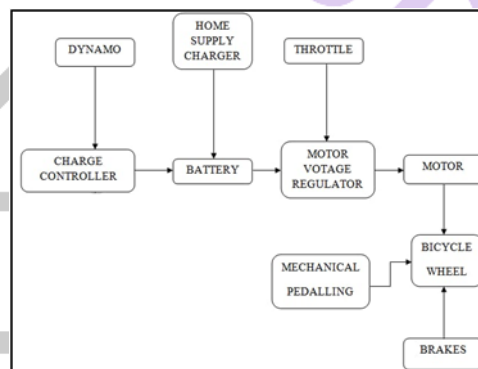 HOME
SUPPLY
CHARGER
DYNAMO
THROTTLE
CHARGE
CONTROLLER
BATTERY
MOTOR
VOTAGE
REGULATOR
MOTOR
BICYCLE
WHEEL
MECHANICAL
PEDALLING
BRAKES